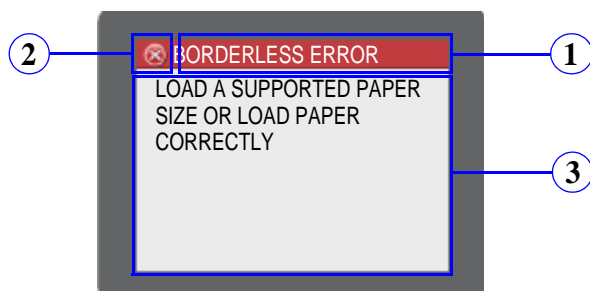 2
BORDERLESS ERROR
1
LOAD A SUPPORTED PAPER
SIZE OR LOAD PAPER
CORRECTLY
3